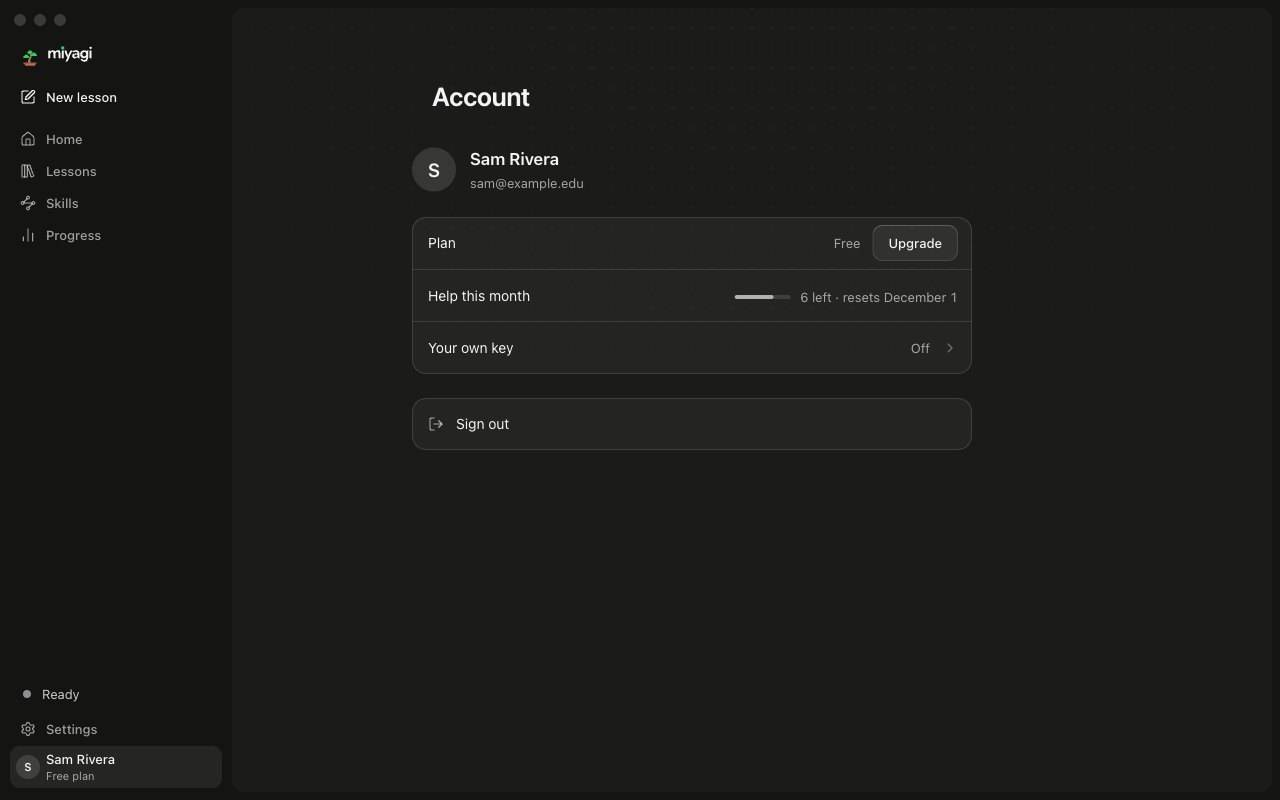 miyagi
New lesson
Home
Lessons
Skills
Progress
Ready
Settings
S
Sam Rivera
Free plan
Account
S
Sam Rivera
sam@example.edu
Plan
Free
Upgrade
Help this month
6 left · resets December 1
Your own key
Off
Sign out